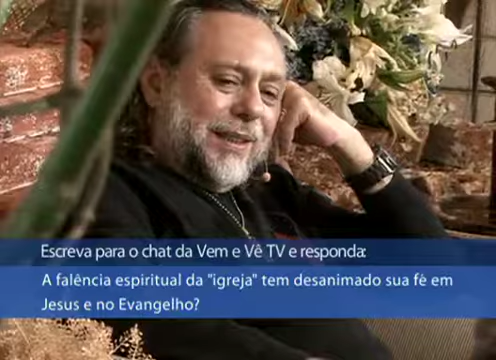 Escreva para o chat da Vem e Vê TV e responda:
A falência espiritual da "igreja" tem desanimado sua fé em
Jesus e no Evangelho?